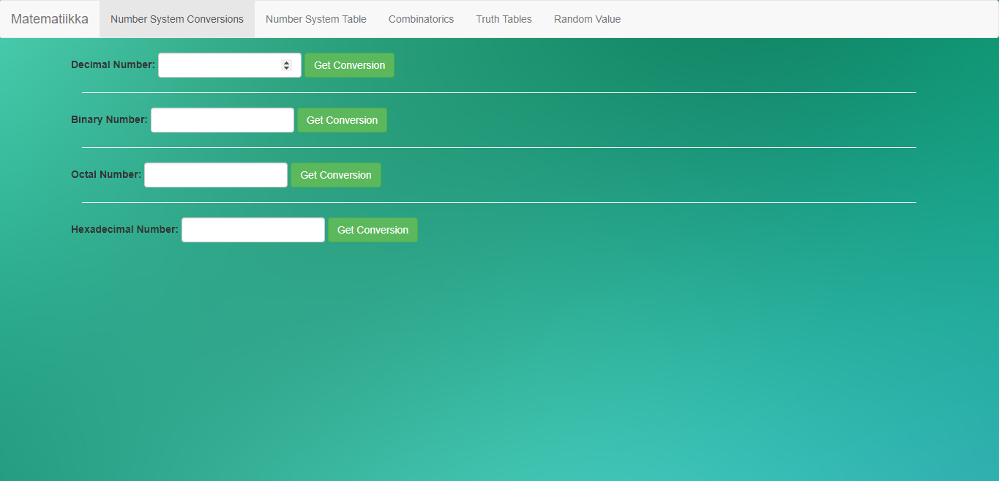 Matematiikka Number System Conversions Number System Table Combinatorics Truth Tables Random Value
Decimal Number: Get Conversion
Binary Number: Get Conversion
Octal Number: Get Conversion
Hexadecimal Number: Get Conversion